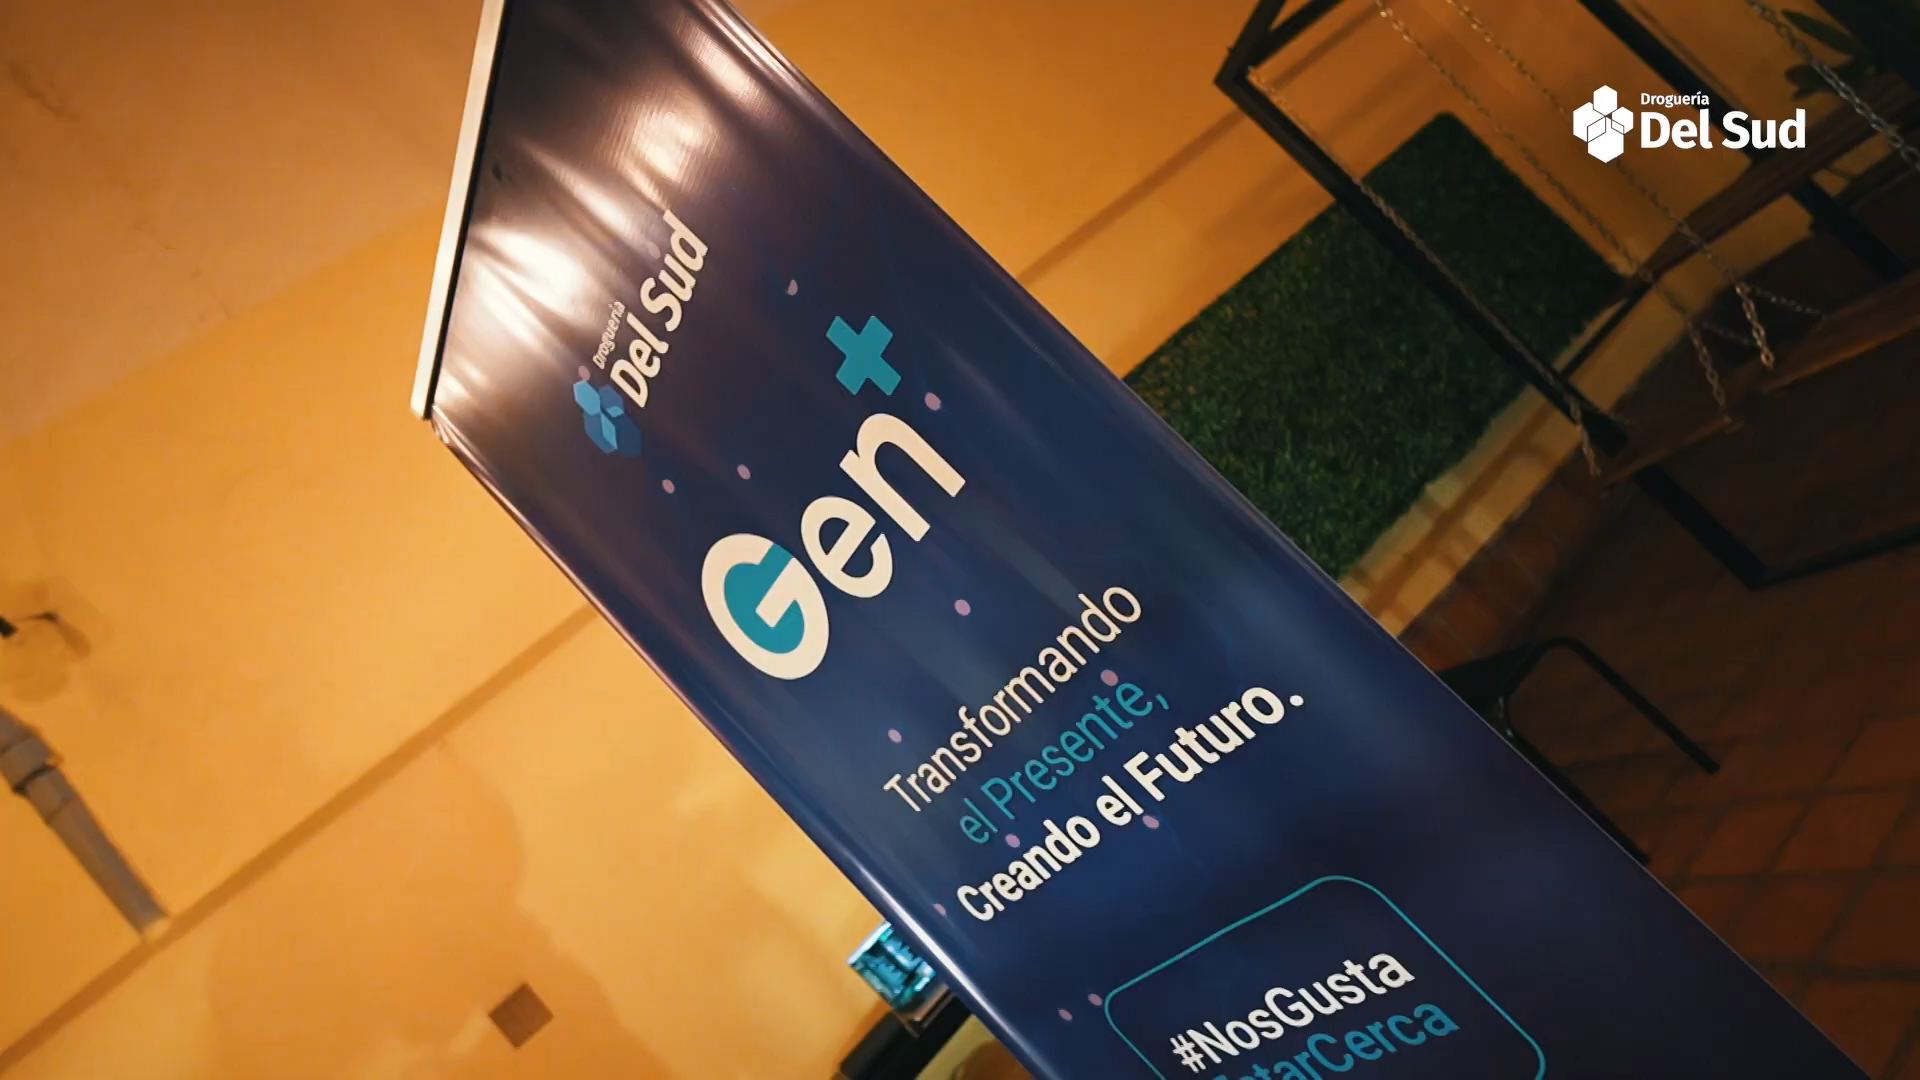 Droguería
Del Sud
Droguería
Del Sud
Gen+
Transformando
el Presente,
Creando el Futuro.
#NosGusta
EstarCerca